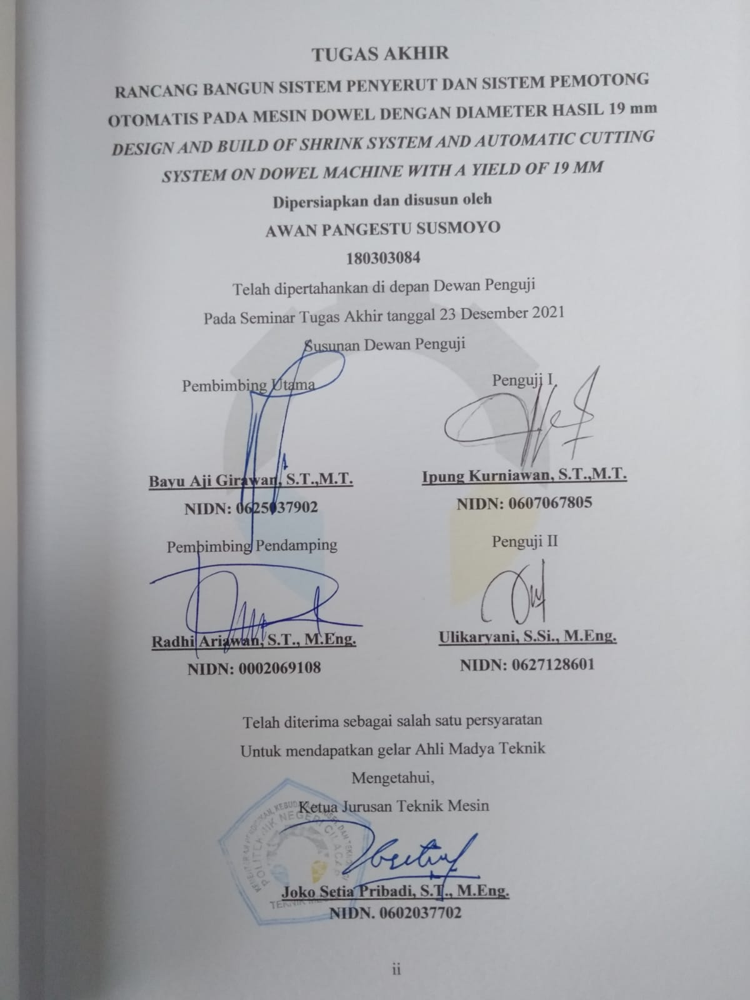 TUGAS AKHIR
RANCANG BANGUN SISTEM PENYERUT DAN SISTEM PEMOTONG
OTOMATIS PADA MESIN DOWEL DENGAN DIAMETER HASIL 19 mm
DESIGN AND BUILD OF SHRINK SYSTEM AND AUTOMATIC CUTTING
SYSTEM ON DOWEL MACHINE WITH A YIELD OF 19 MM
Dipersiapkan dan disusun oleh
AWAN PANGESTU SUSMOYO
180303084
Telah dipertahankan di depan Dewan Penguji
Pada Seminar Tugas Akhir tanggal 23 Desember 2021
Susunan Dewan Penguji
Pembimbing Utama
Bayu Aji Girawan, S.T.,M.T.
NIDN: 0625037902
Penguji I
Ipung Kurniawan, S.T.,M.T.
NIDN: 0607067805
Pembimbing Pendamping
Radhi Ariawan, S.T., M.Eng.
NIDN: 0002069108
Penguji II
Ulikaryani, S.Si., M.Eng.
NIDN: 0627128601
Telah diterima sebagai salah satu persyaratan
Untuk mendapatkan gelar Ahli Madya Teknik
Mengetahui,
Ketua Jurusan Teknik Mesin
POLITEKNIK NEGERI CILACAP
Joko Setia Pribadi, S.T., M.Eng.
NIDN. 0602037702
ii